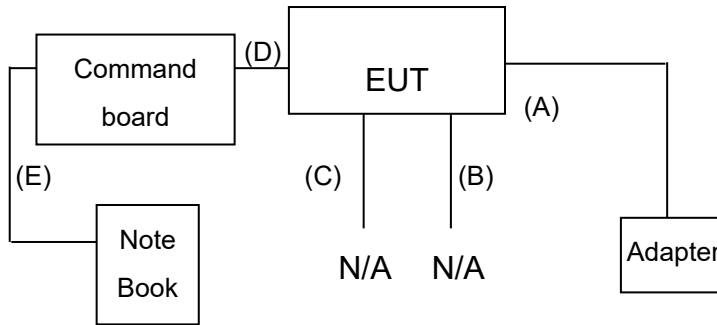 Command
board
(D)
EUT
(A)
(E)
(C)
(B)
Note
Book
N/A
N/A
Adapter